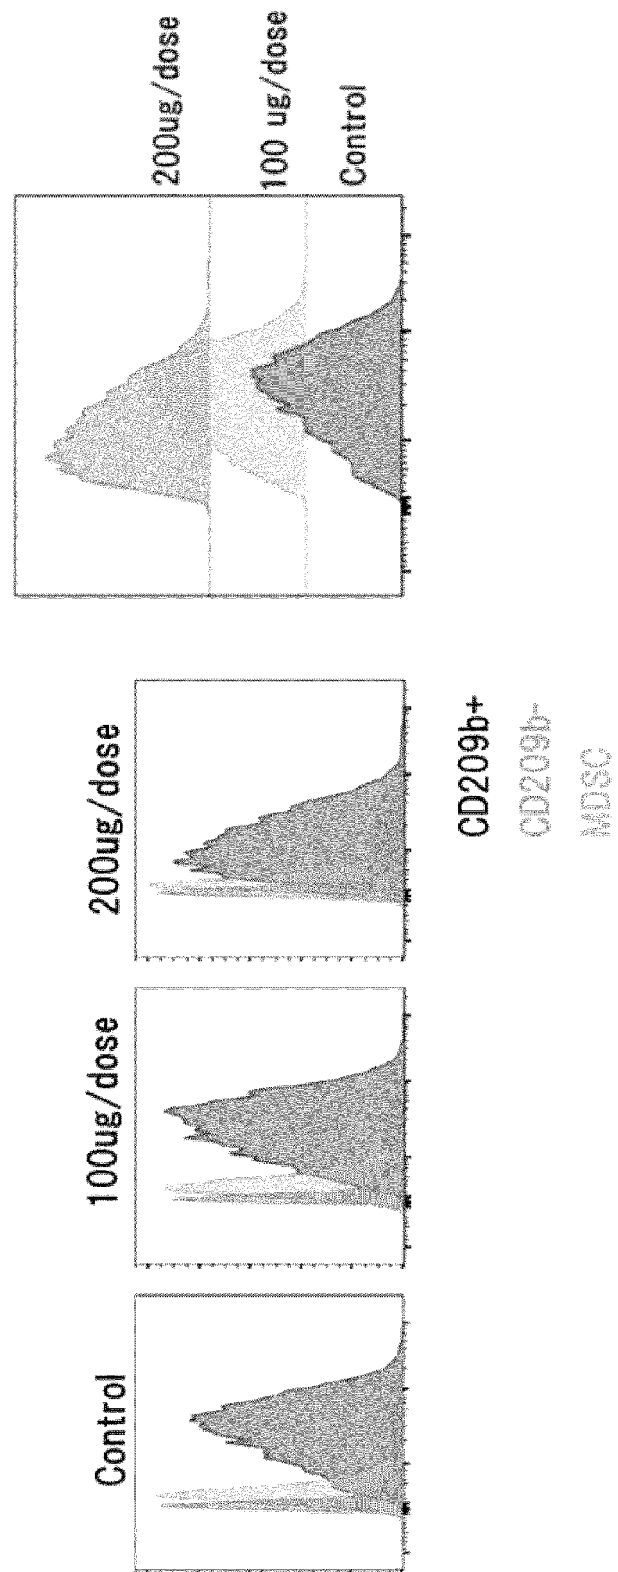 Control
100ug/dose
200ug/dose
CD209b+
CD209b-
MDSC
200ug/dose
100 ug/dose
Control